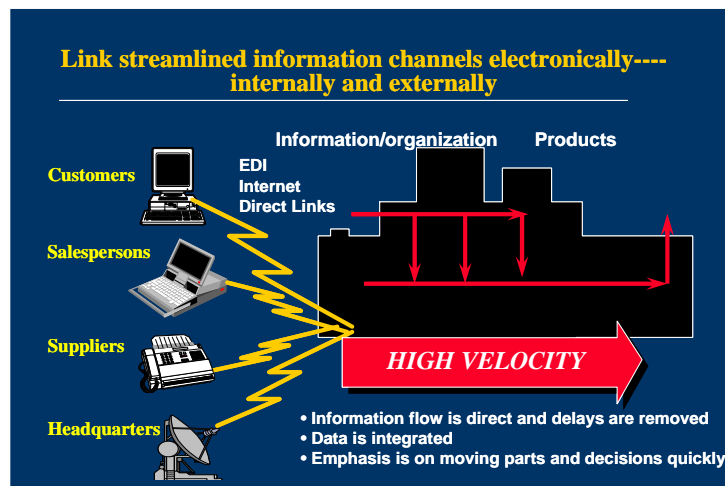 Link streamlined information channels electronically----
internally and externally
Information/organization Products
Customers
EDI
Internet
Direct Links
Salespersons
Suppliers
HIGH VELOCITY
Headquarters
• Information flow is direct and delays are removed
• Data is integrated
• Emphasis is on moving parts and decisions quickly